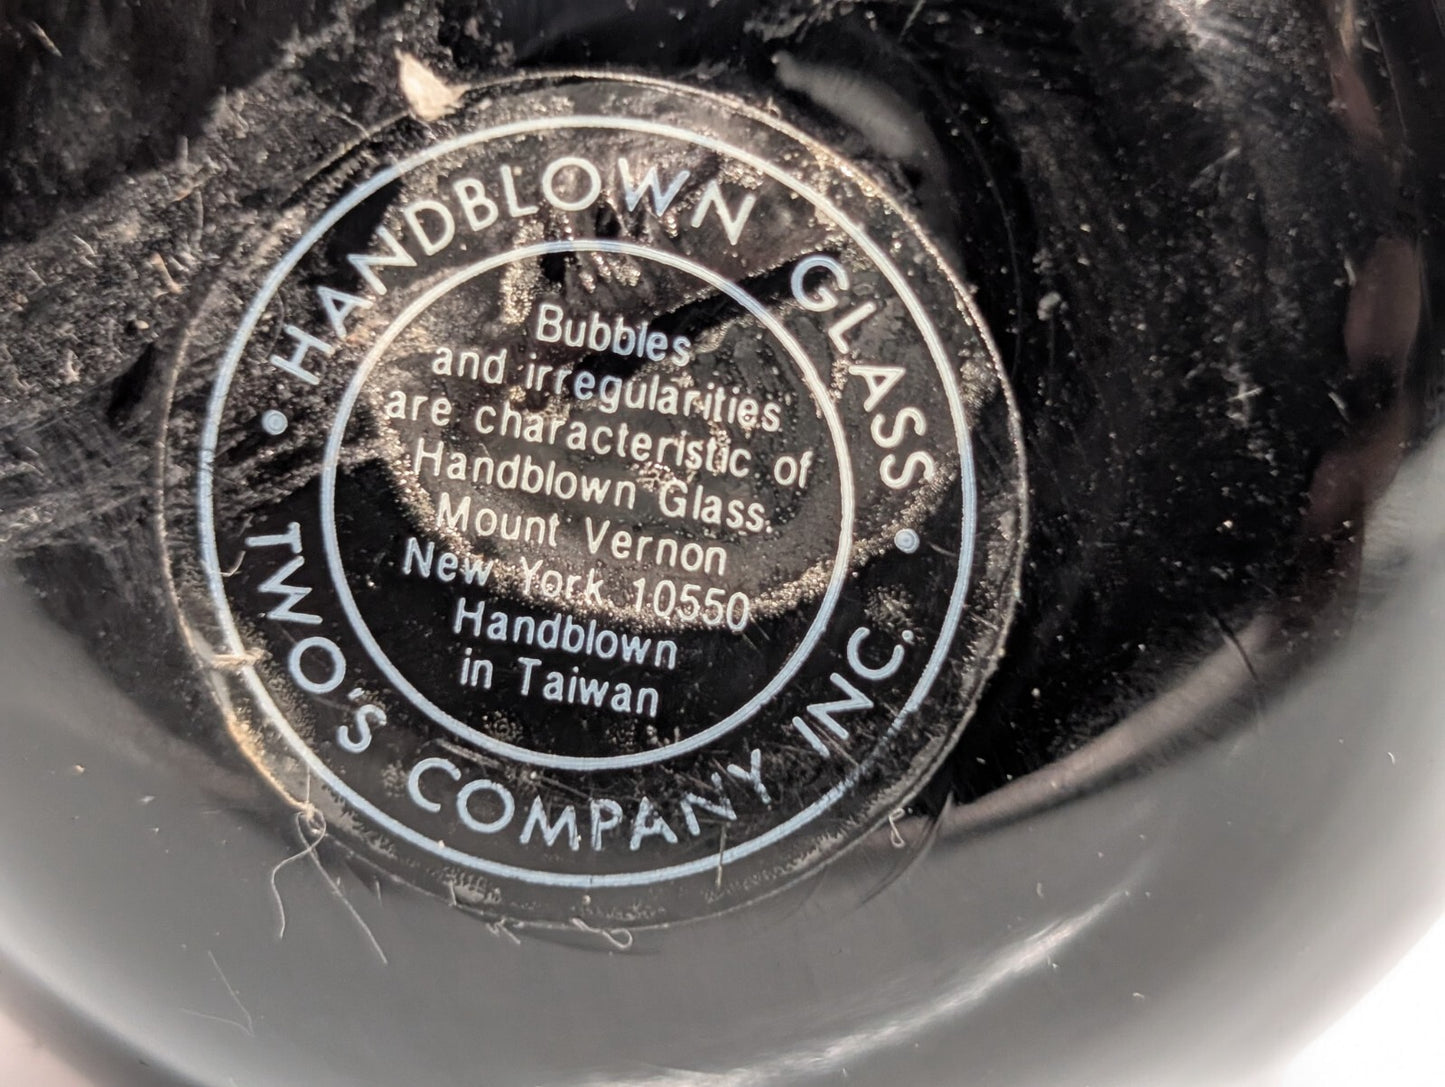 HANDBLOWN GLASS
Bubbles
and irregularities
are characteristic of
Handblown Glass.
Mount Vernon
New York 10550
Handblown
in Taiwan
TWO'S COMPANY INC.